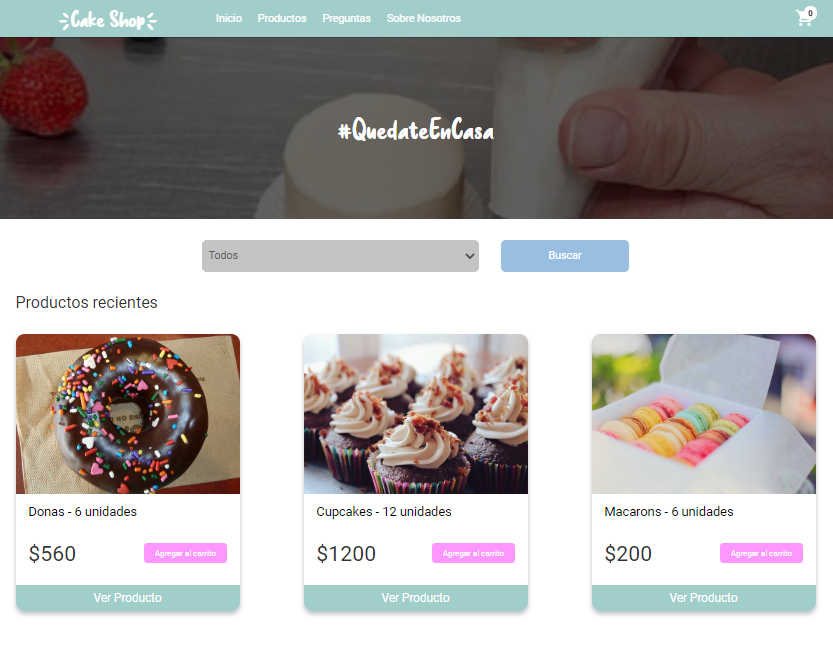 Cake Shop
Inicio Productos Preguntas Sobre Nosotros
0
#QuedateEnCasa
Todos
Buscar
Productos recientes
Donas - 6 unidades
$560
Agregar al carrito
Ver Producto
Cupcakes - 12 unidades
$1200
Agregar al carrito
Ver Producto
Macarons - 6 unidades
$200
Agregar al carrito
Ver Producto